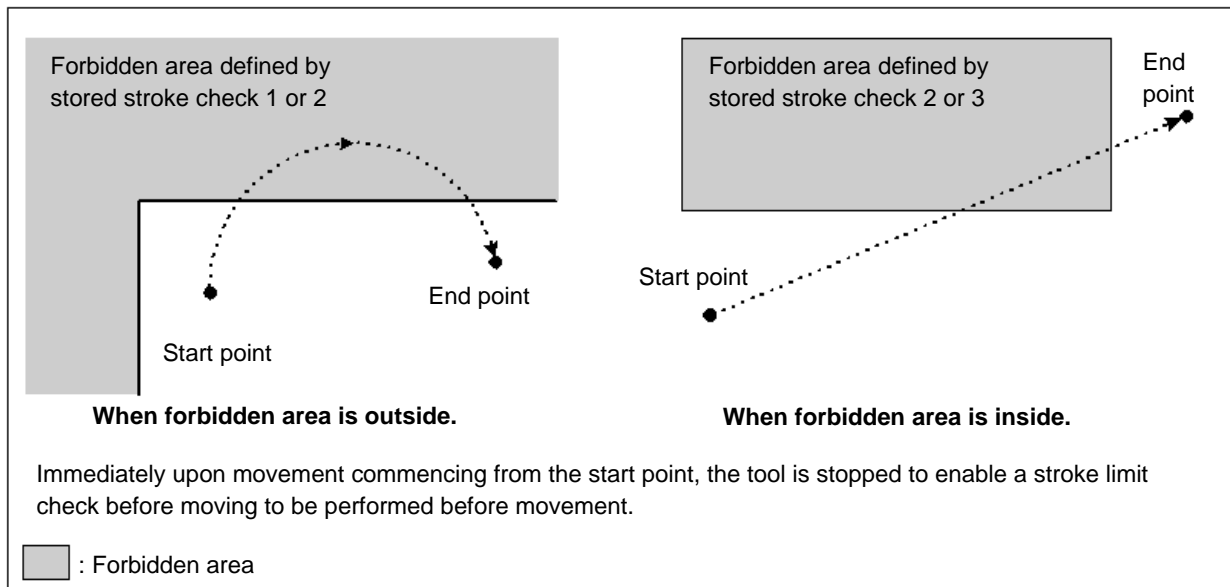 Forbidden area defined by
stored stroke check 1 or 2
Start point
End point
When forbidden area is outside.
Forbidden area defined by
stored stroke check 2 or 3
End
point
Start point
When forbidden area is inside.
Immediately upon movement commencing from the start point, the tool is stopped to enable a stroke limit
check before moving to be performed before movement.
: Forbidden area